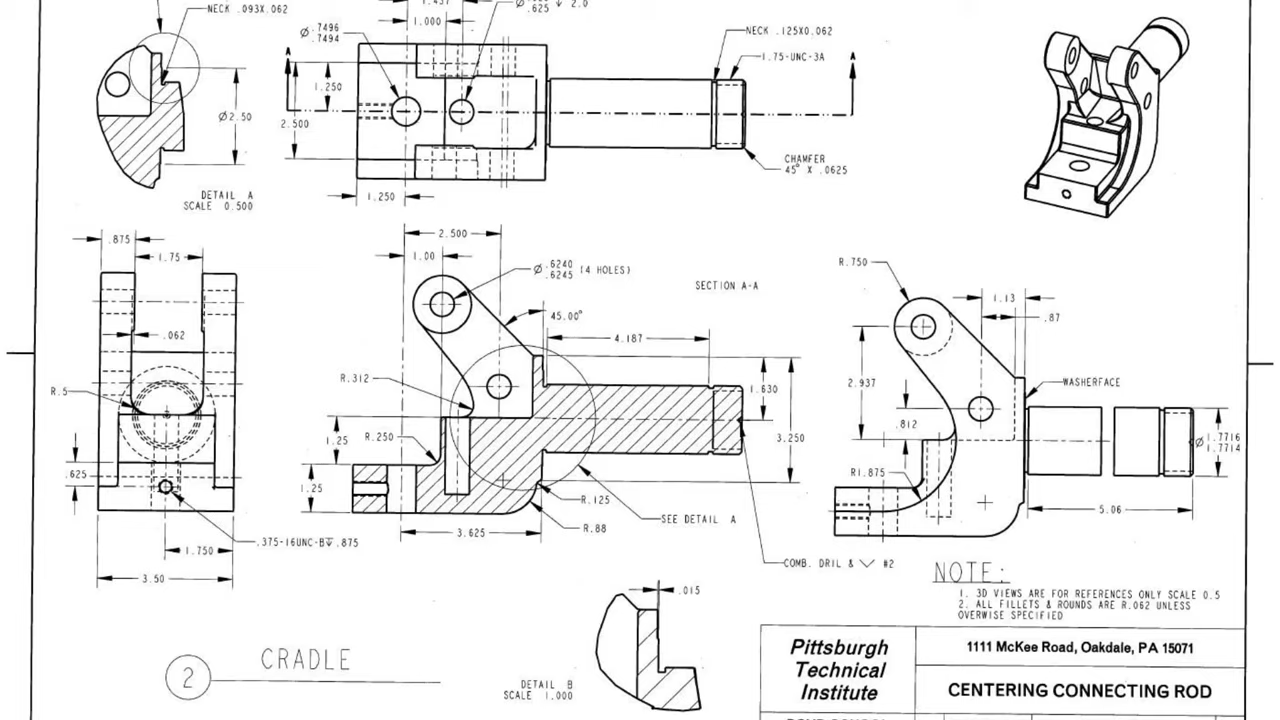 NECK .093X.062
1.437
.625 ↓ 2.0
1.000
Ø.7496
.7494
NECK .125X0.062
1.75-UNC-3A
A
A
1.250
2.500
Ø2.50
CHAMFER
45° X .0625
DETAIL A
SCALE 0.500
1.250
.875
1.75
2.500
1.00
Ø.6240
.6245 (4 HOLES)
SECTION A-A
R.750
1.13
.87
45.00°
4.187
.062
R.5
R.312
1.630
3.250
2.937
WASHERFACE
.812
1.25
R.250
Ø1.7716
1.7714
.625
1.25
R1.875
R.125
R.88
SEE DETAIL A
5.06
3.625
.375-16UNC-B↧.875
1.750
3.50
COMB. DRIL & ∨ #2
NOTE:
1. 3D VIEWS ARE FOR REFERENCES ONLY SCALE 0.5
2. ALL FILLETS & ROUNDS ARE R.062 UNLESS
OVERWISE SPECIFIED
.015
2
CRADLE
DETAIL B
SCALE 1.000
Pittsburgh
Technical
Institute
1111 McKee Road, Oakdale, PA 15071
CENTERING CONNECTING ROD